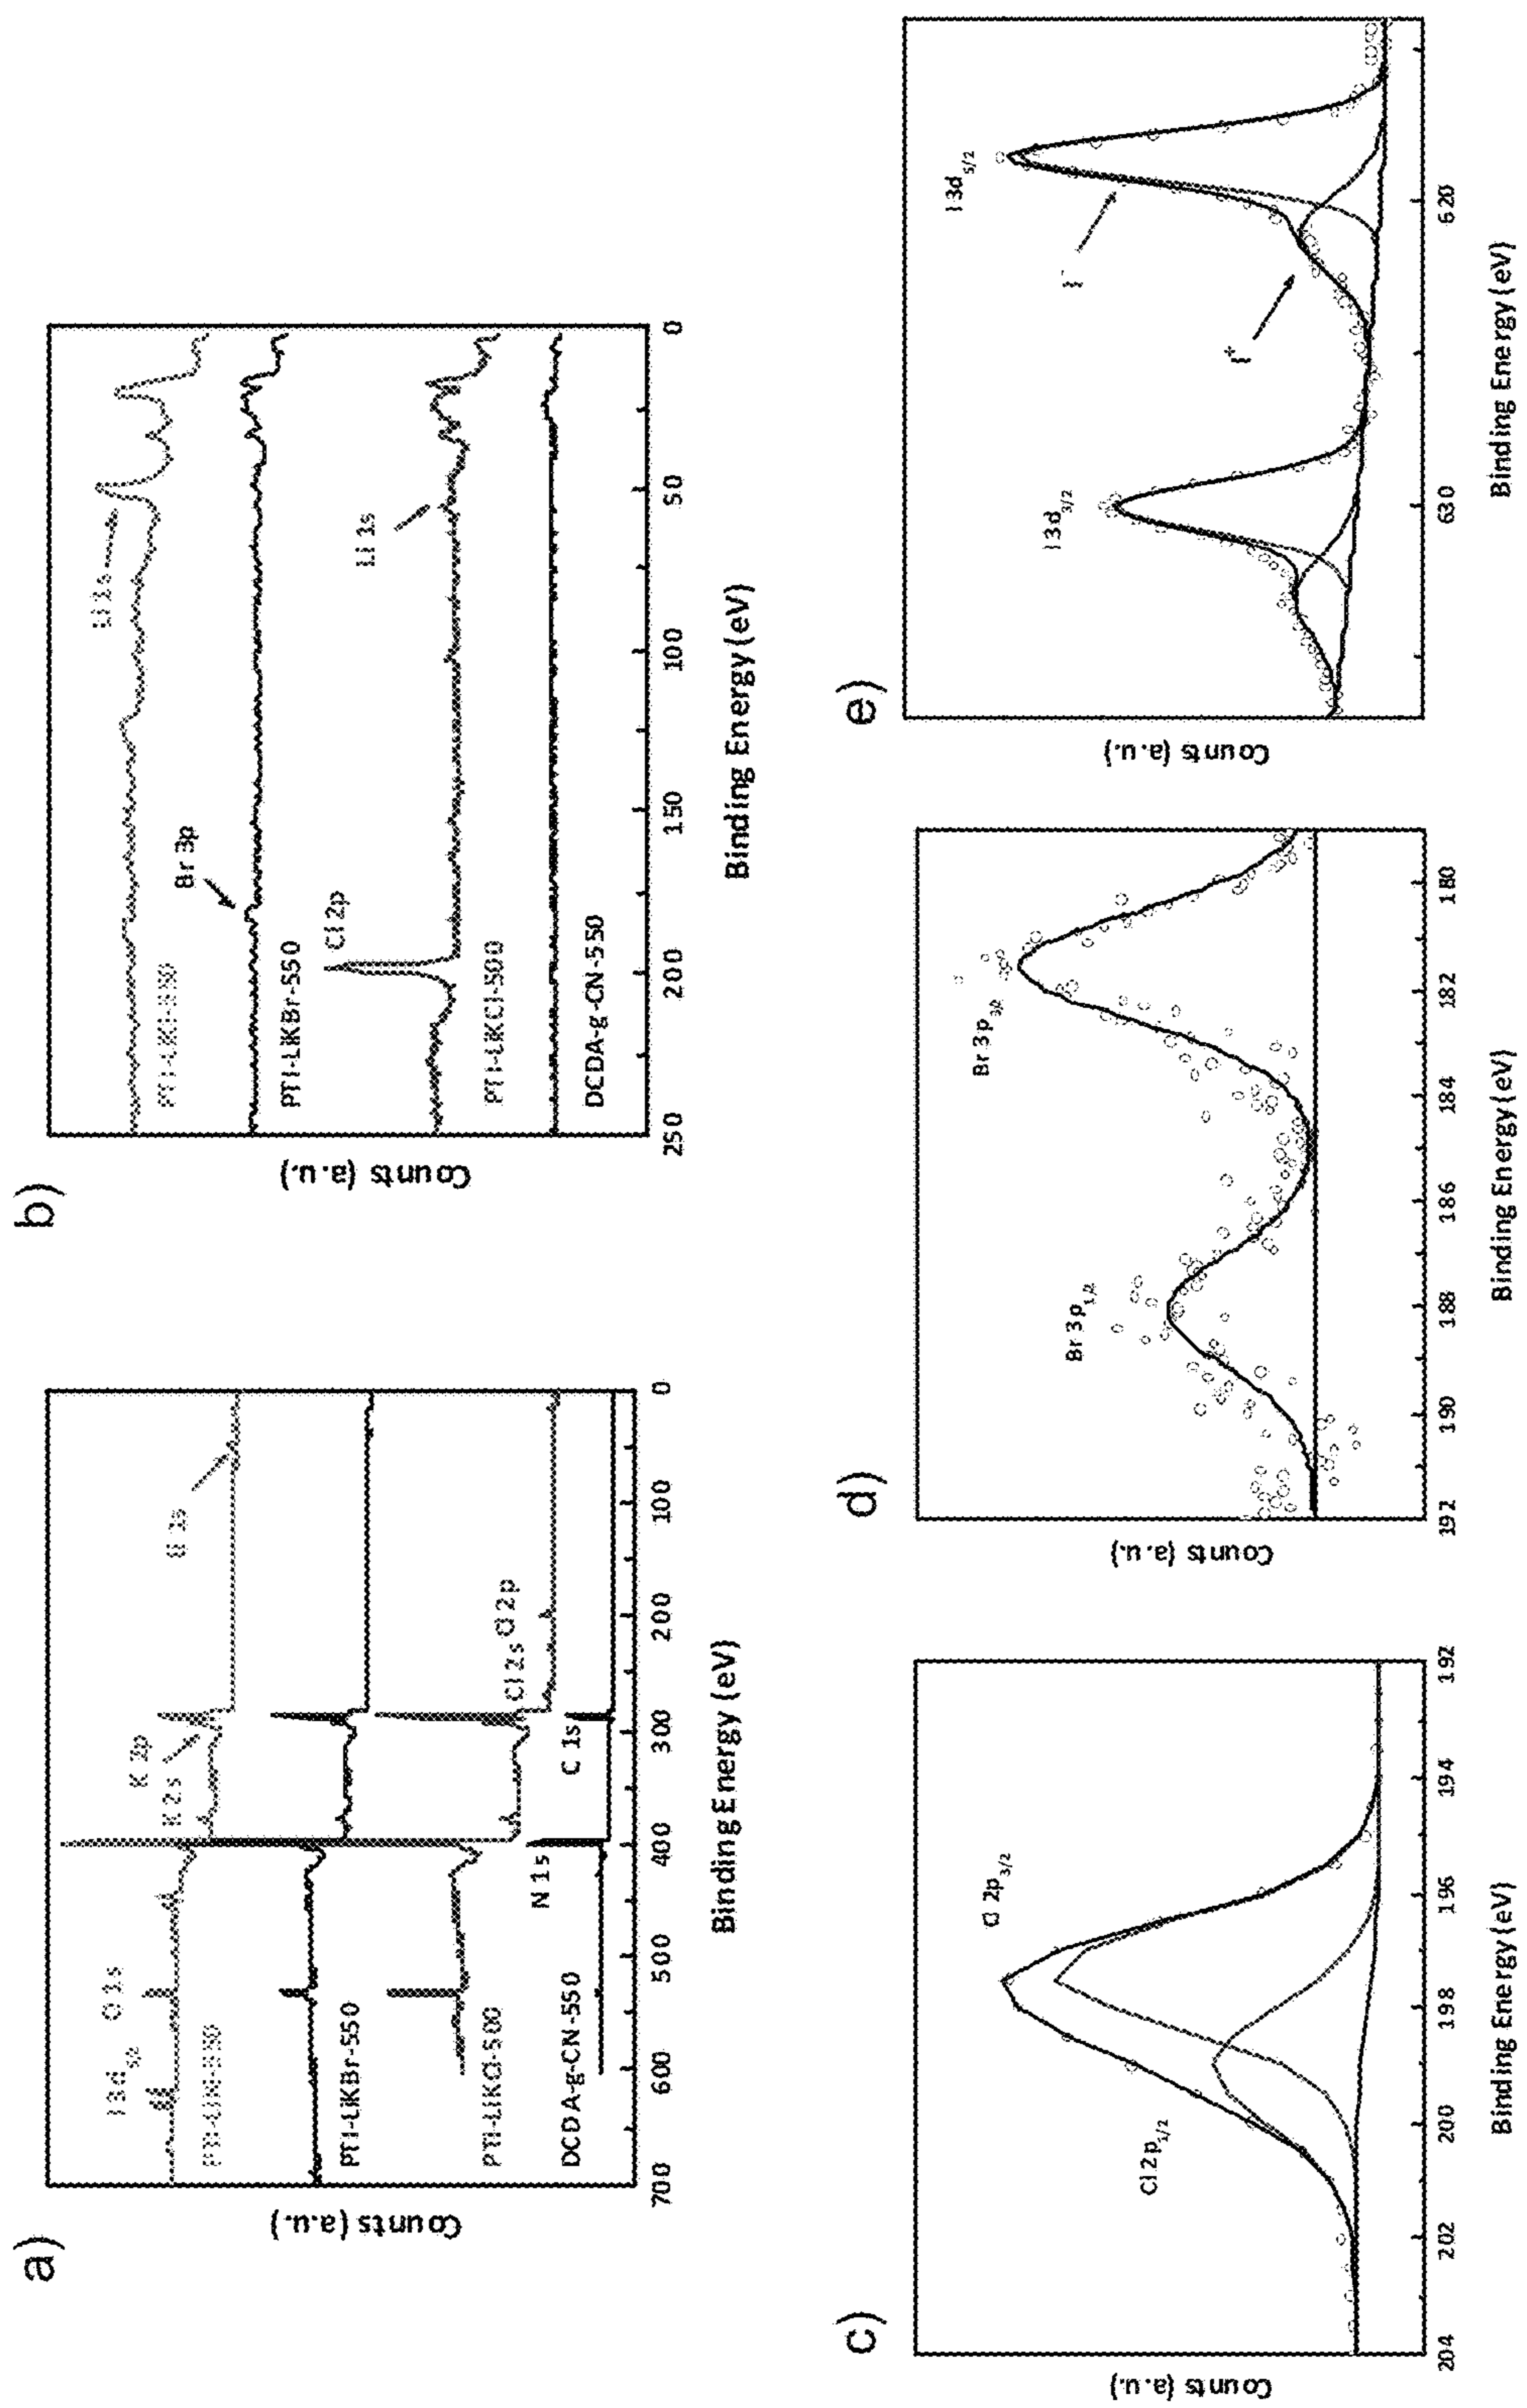 a)
Counts (a.u.)
I 3d
O 1s
K 2s
K 2p
Li 1s
PTI-LiKBr-550
PTI-LiKCl-500
Cl 2s
Cl 2p
DCDA-g-CN-550
N 1s
C 1s
700 600 500 400 300 200 100 0
Binding Energy (eV)
b)
Counts (a.u.)
Li 1s
Br 3p
PTI-LiKBr-550
Cl 2p
Li 1s
PTI-LiKCl-500
DCDA-g-CN-550
250 200 150 100 50 0
Binding Energy (eV)
c)
Counts (a.u.)
Cl 2p3/2
Cl 2p1/2
204 202 200 198 196 194 192
Binding Energy (eV)
d)
Counts (a.u.)
Br 3p3/2
Br 3p1/2
192 190 188 186 184 182 180
Binding Energy (eV)
e)
Counts (a.u.)
I 3d5/2
I 3d3/2
I-
I+
630 620
Binding Energy (eV)